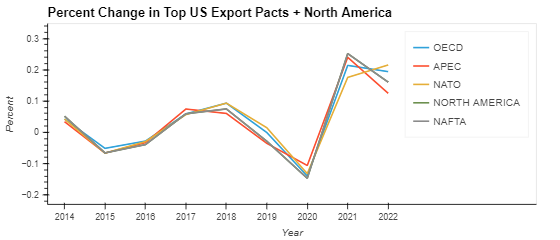 Percent Change in Top US Export Pacts + North America
Percent
0.3
0.2
0.1
0
−0.1
−0.2
2014 2015 2016 2017 2018 2019 2020 2021 2022
Year
OECD
APEC
NATO
NORTH AMERICA
NAFTA